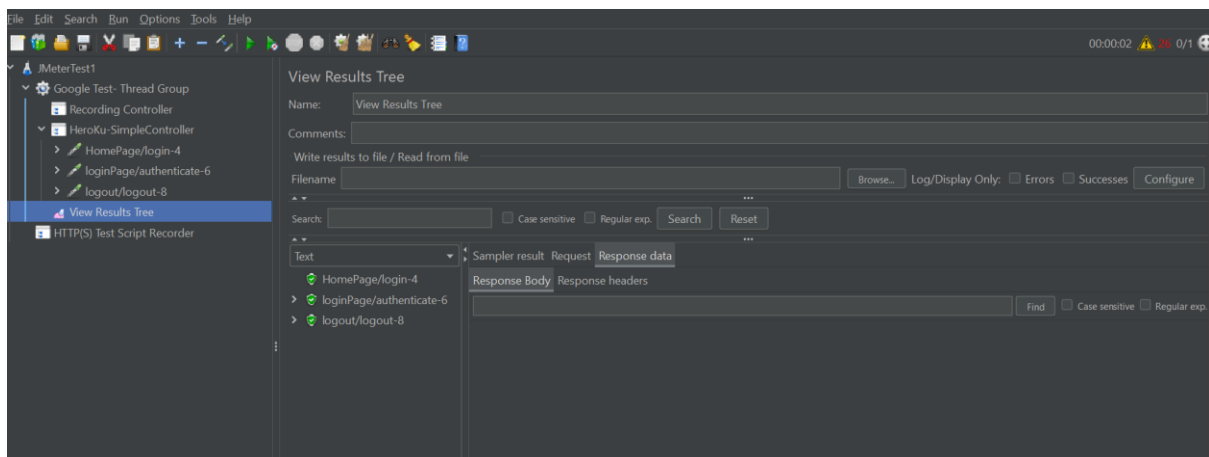 File Edit Search Run Options Tools Help
00:00:02 26 0/1
JMeterTest1
Google Test- Thread Group
Recording Controller
HeroKu-SimpleController
HomePage/login-4
loginPage/authenticate-6
logout/logout-8
View Results Tree
HTTP(S) Test Script Recorder
View Results Tree
Name: View Results Tree
Comments:
Write results to file / Read from file
Filename Browse... Log/Display Only: Errors Successes Configure
Search: Case sensitive Regular exp. Search Reset
Text Sampler result Request Response data
HomePage/login-4 Response Body Response headers
loginPage/authenticate-6 Find Case sensitive Regular exp.
logout/logout-8